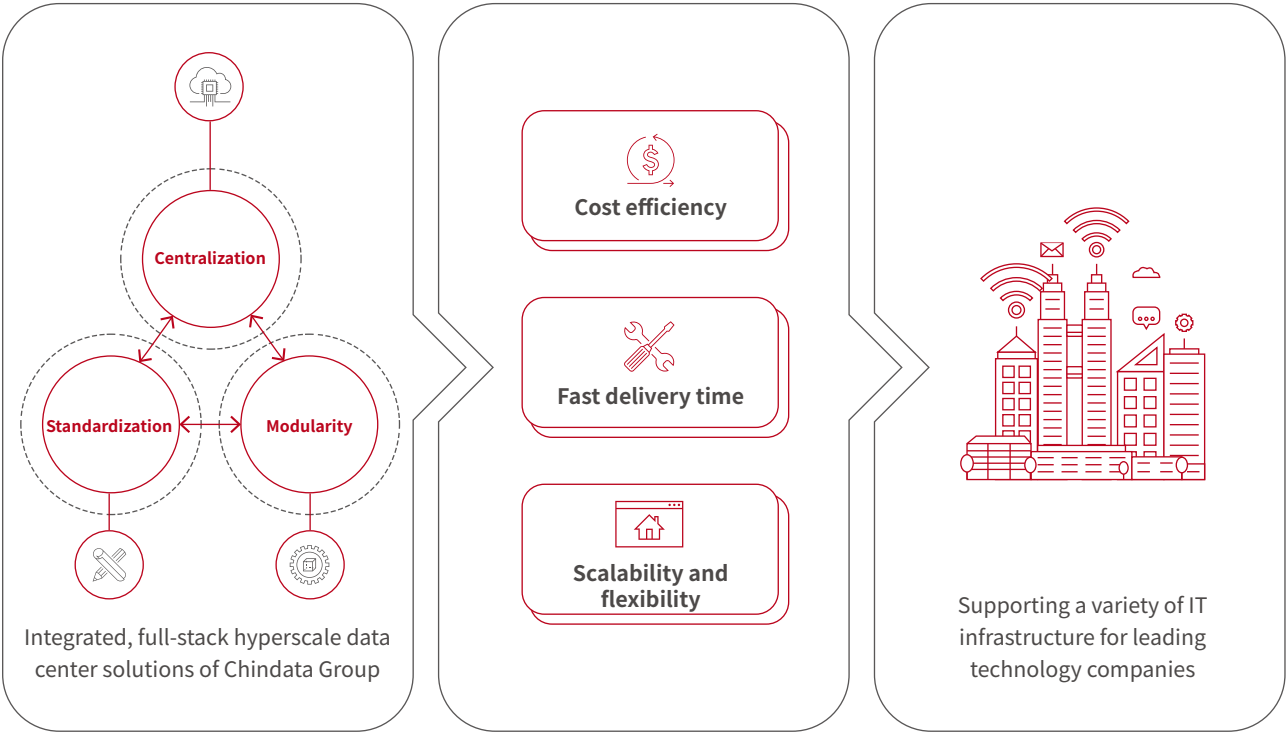 Centralization
Standardization
Modularity
Integrated, full-stack hyperscale data
center solutions of Chindata Group
Cost efficiency
Fast delivery time
Scalability and
flexibility
Supporting a variety of IT
infrastructure for leading
technology companies